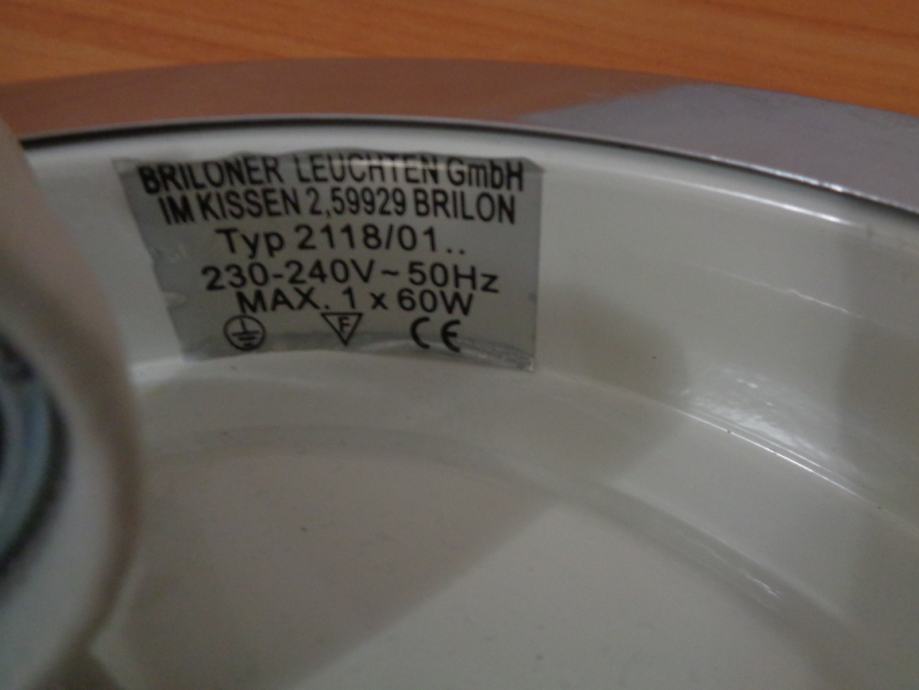 BRILONER LEUCHTEN GmbH
IM KISSEN 2,59929 BRILON
Typ 2118/01..
230-240V~50Hz
MAX. 1 x 60W
F CE